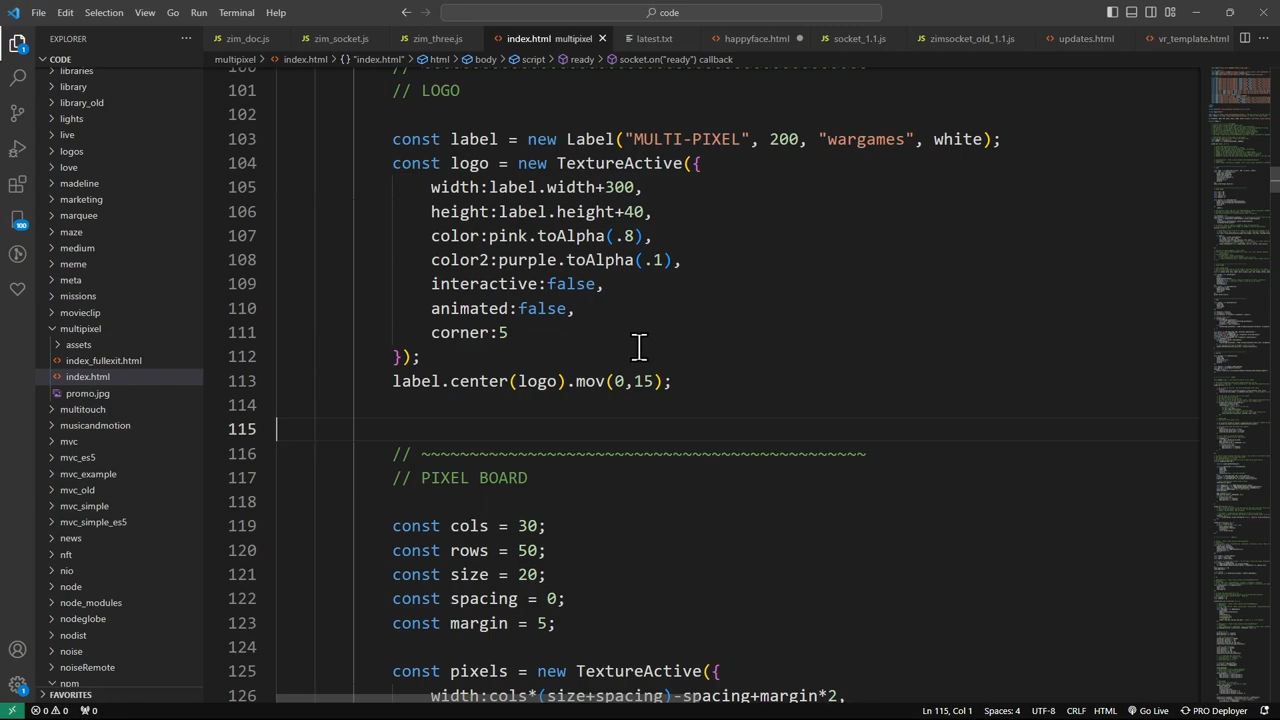 File Edit Selection View Go Run Terminal Help
code
EXPLORER
zim_doc.js zim_socket.js zim_three.js index.html multipixel latest.txt happyface.html socket_1.1.js zimsocket_old_1.1.js updates.html vr_template.html
multipixel > index.html > "index.html" > html > body > script > ready > socket.on("ready") callback
CODE
libraries
library
library_old
lights
live
logos
love
madeline
marketing
marquee
maze
medium
meme
meta
missions
movieclip
multipixel
assets
index_fullexit.html
index.html
promo.jpg
multitouch
musicandmotion
mvc
mvc_es5
mvc_example
mvc_old
mvc_simple
mvc_simple_es5
news
nft
nio
node
node_modules
nodeglobe
nodist
noise
noiseRemote
npm
FAVORITES
1
100
1
100
101 // LOGO
102
103 const label = new Label("MULTI-PIXEL", 200, "wargames", white);
104 const logo = new TextureActive({
105 width:label.width+300,
106 height:label.height+40,
107 color:pink.toAlpha(.8),
108 color2:purple.toAlpha(.1),
109 interactive:false,
110 animated:false,
111 corner:5
112 });
113 label.center(logo).mov(0,15);
114
115
116 // ~~~~~~~~~~~~~~~~~~~~~~~~~~~~~~~~~~~~~~~~~~~~~~
117 // PIXEL BOARD
118
119 const cols = 30;
120 const rows = 50;
121 const size = 20;
122 const spacing = 0;
123 const margin = 5;
124
125 const pixels = new TextureActive({
126 width:cols*(size+spacing)-spacing+margin*2,
0 0 0 Ln 115, Col 1 Spaces: 4 UTF-8 CRLF HTML Go Live PRO Deployer